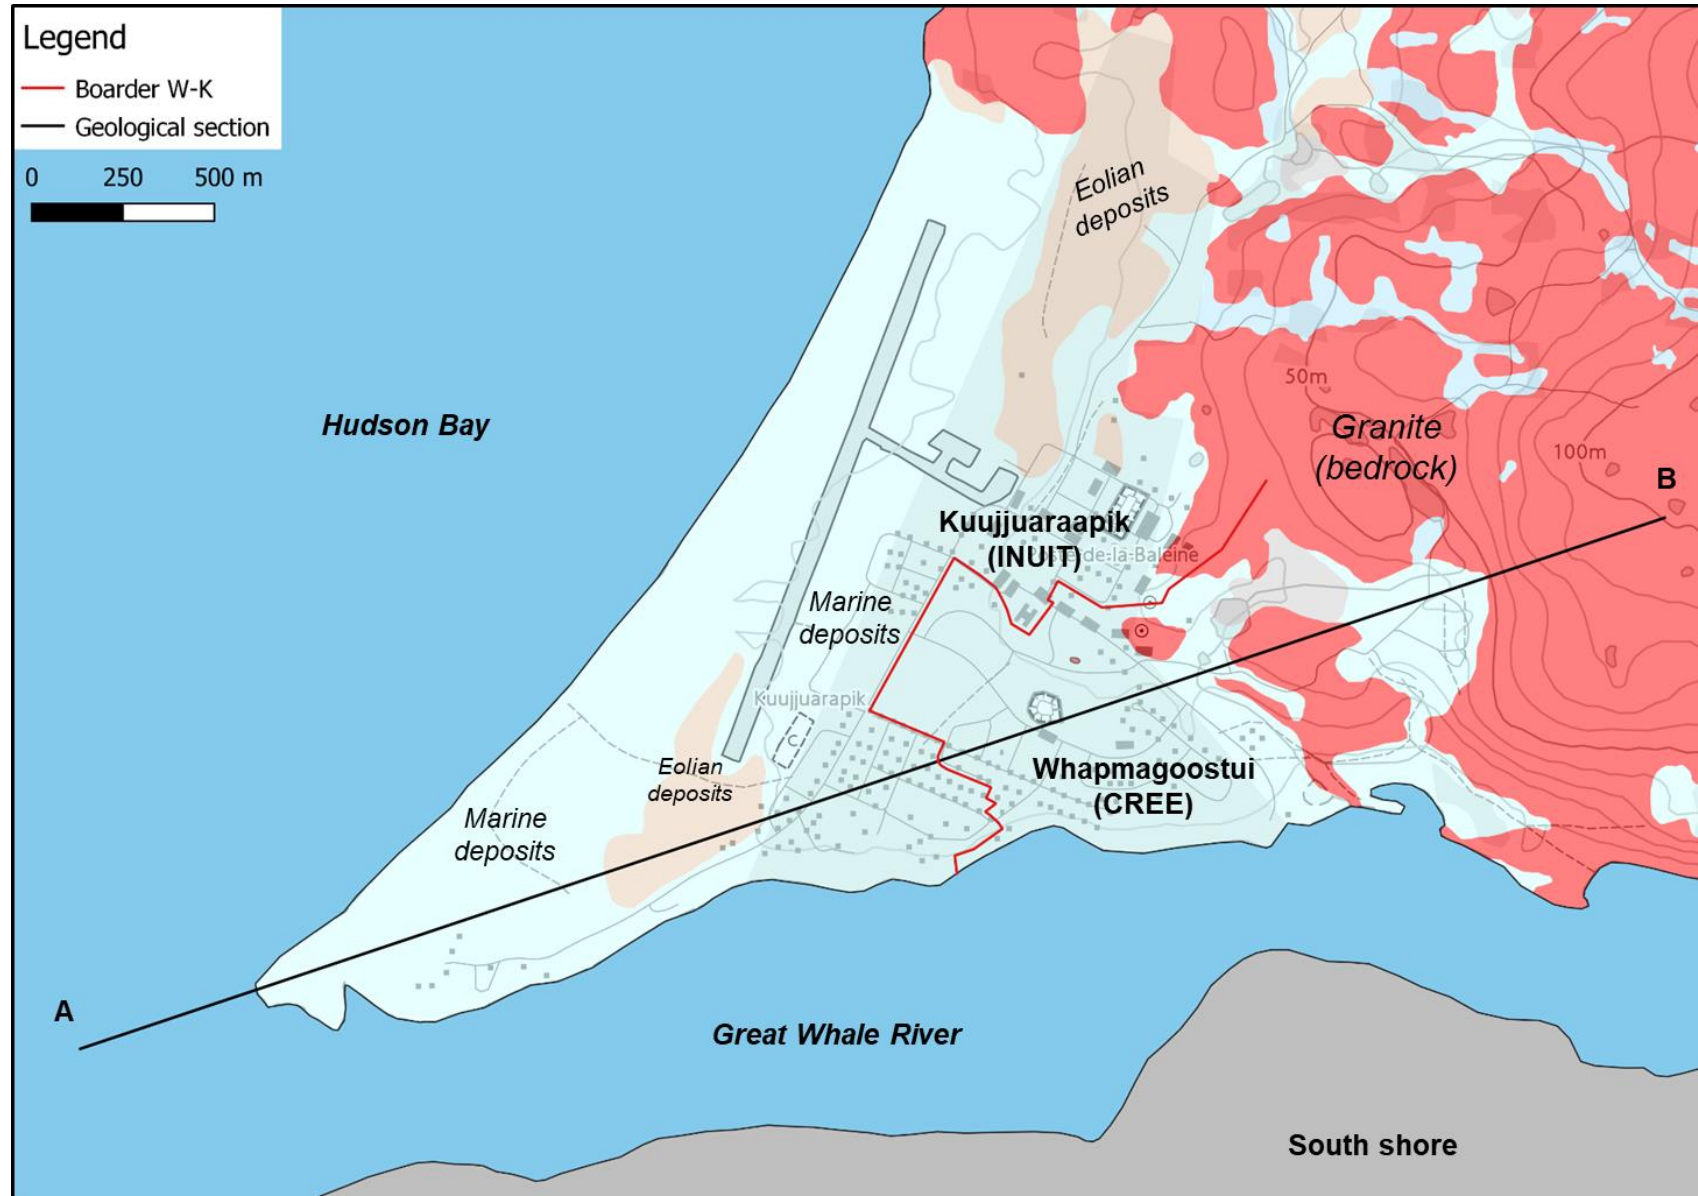 Legend
Boarder W-K
Geological section
0 250 500 m
Eolian
deposits
Hudson Bay
50m
Granite
(bedrock)
100m
B
Kuujjuaraapik
(INUIT)
Poste-de-la-Baleine
Marine
deposits
Kuujjuarapik
C
Eolian
deposits
Whapmagoostui
(CREE)
Marine
deposits
A
Great Whale River
South shore